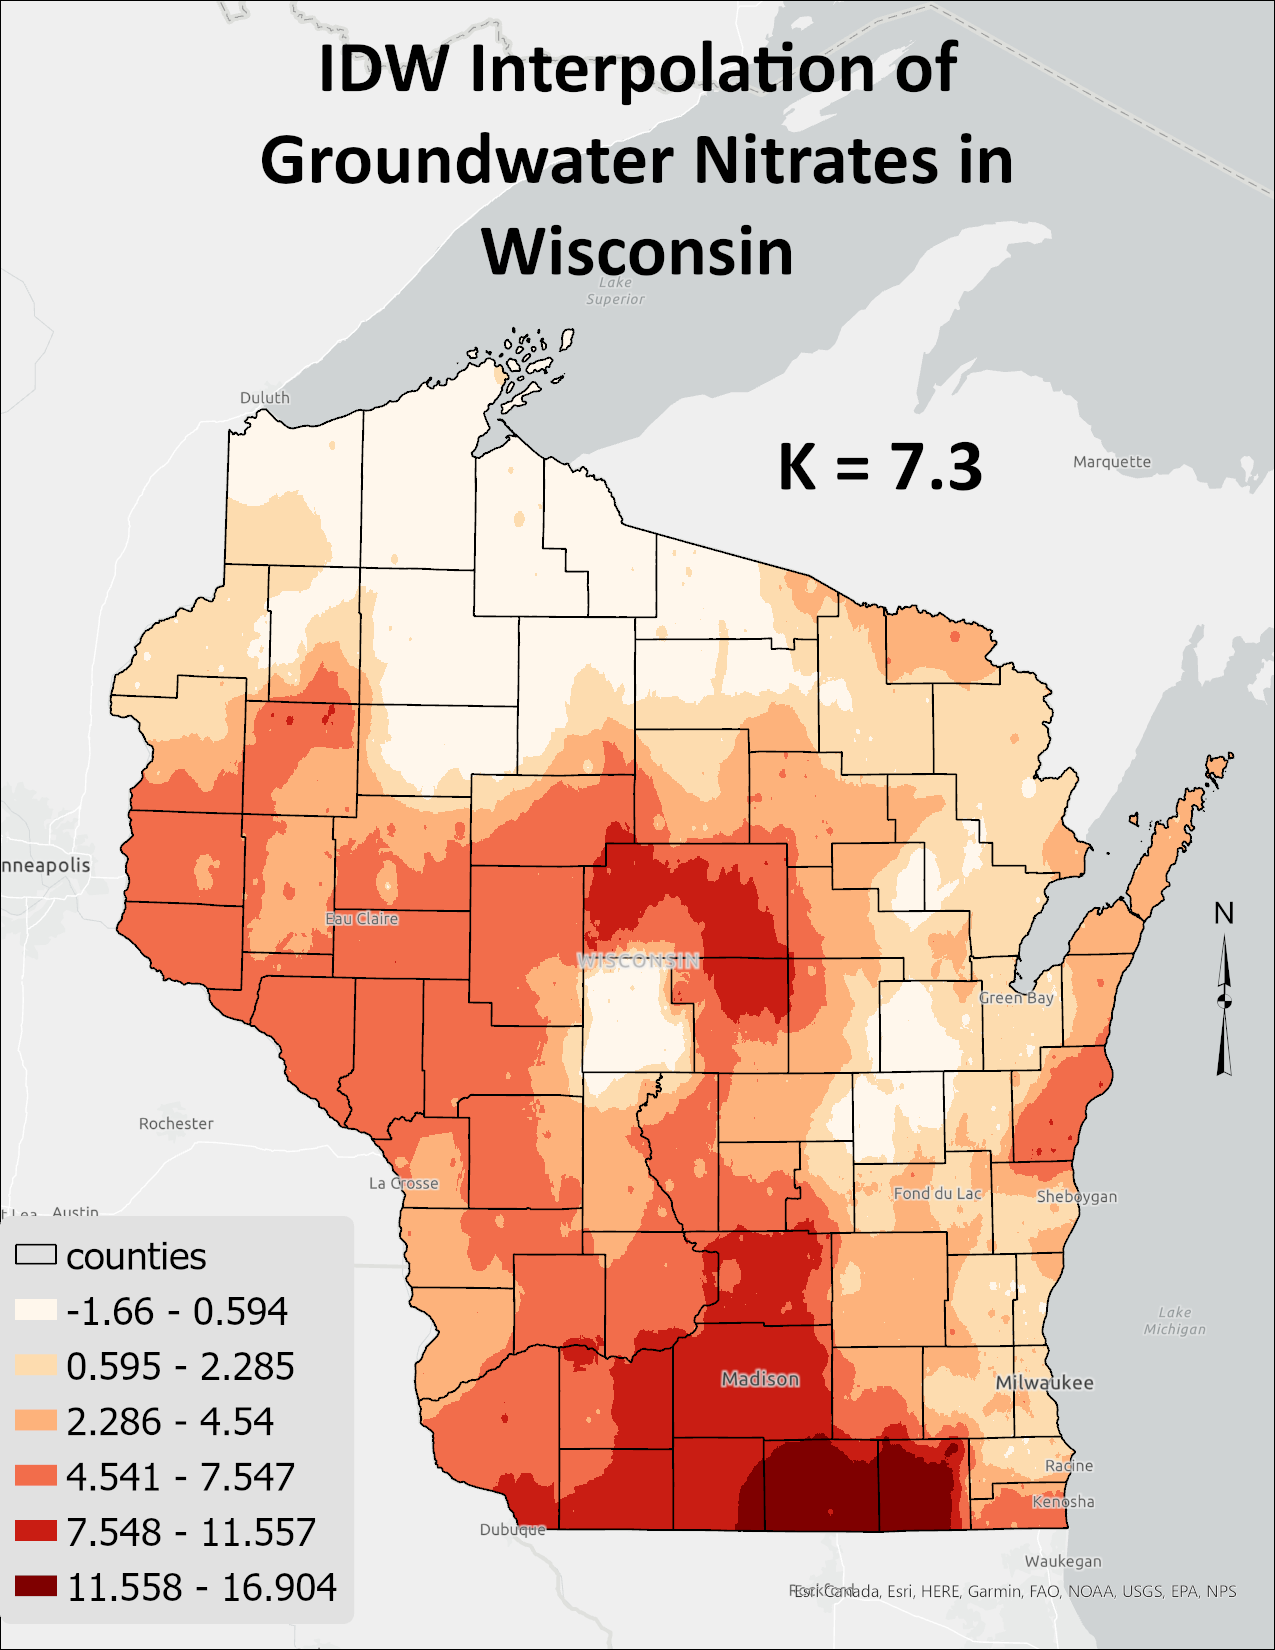 IDW Interpolation of
Groundwater Nitrates in
Wisconsin
Lake
Superior
Duluth
K = 7.3
Marquette
nneapolis
Eau Claire
N
WISCONSIN
Green Bay
Rochester
La Crosse
Fond du Lac
Sheboygan
t Lea
Austin
counties
-1.66 - 0.594
0.595 - 2.285
2.286 - 4.54
4.541 - 7.547
7.548 - 11.557
11.558 - 16.904
Lake
Michigan
Madison
Milwaukee
Racine
Kenosha
Dubuque
Waukegan
Rockford
Esri Canada, Esri, HERE, Garmin, FAO, NOAA, USGS, EPA, NPS